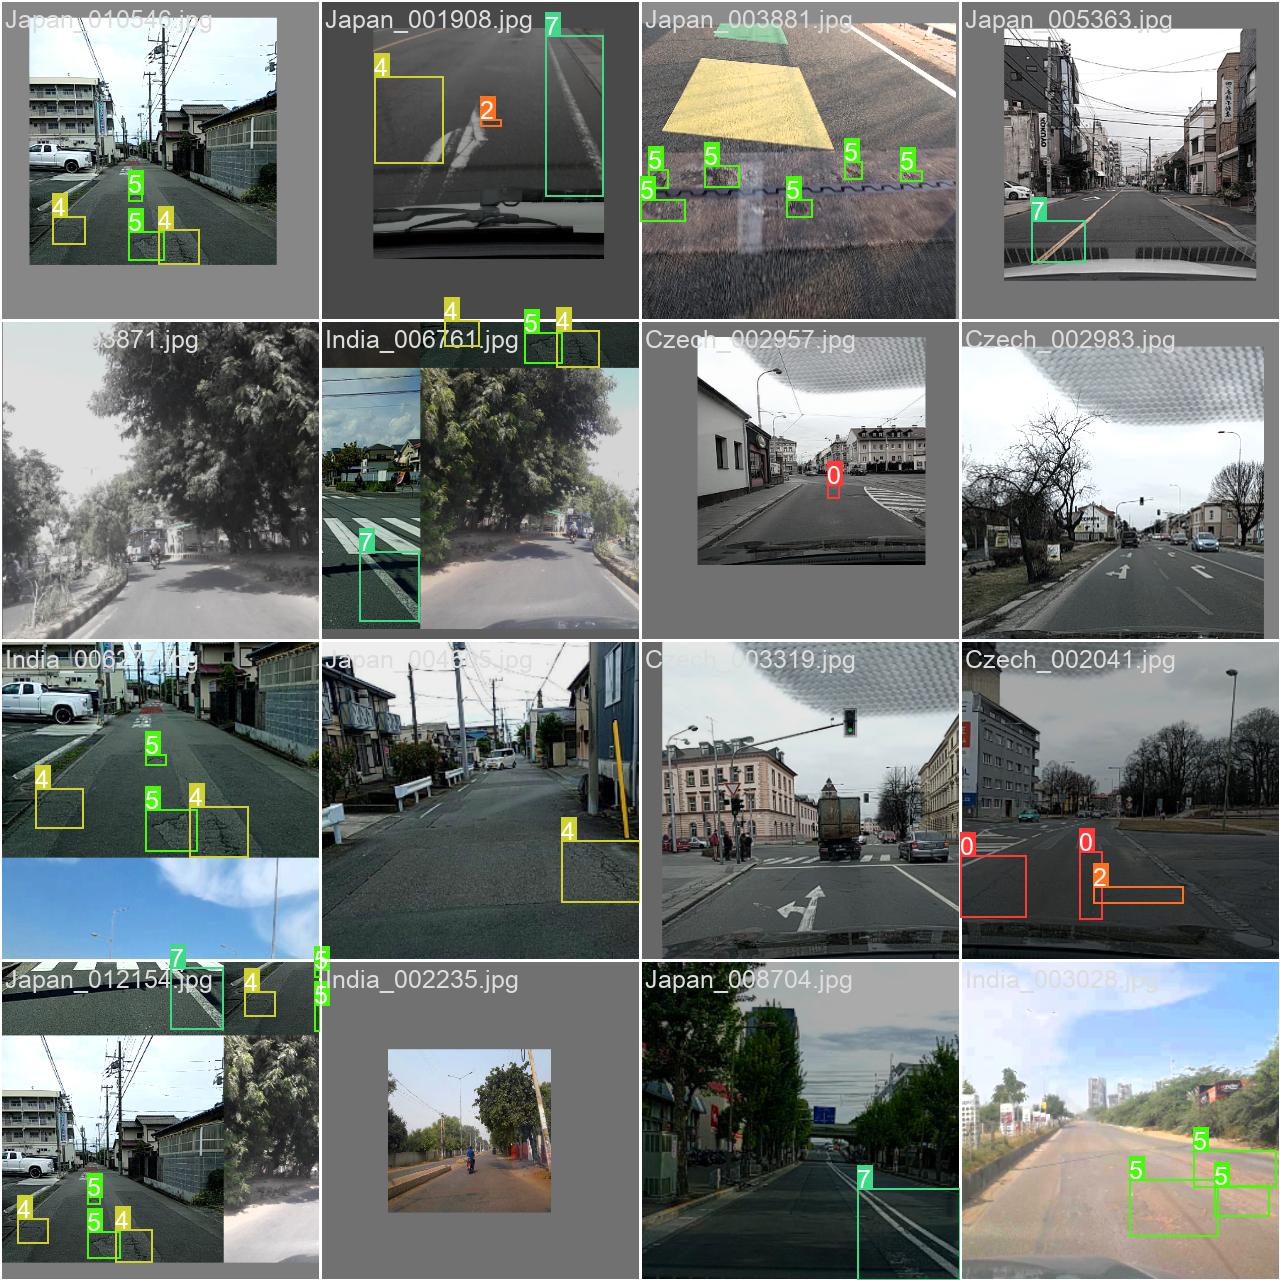 Japan_010546.jpg
Japan_001908.jpg
7
4
2
Japan_003881.jpg
5
5
5
5
5
5
Japan_005363.jpg
7
5
4
5
4
3871.jpg
India_006761.jpg
4
5
4
7
Czech_002957.jpg
0
Czech_002983.jpg
5
4
5
4
4
Czech_003319.jpg
Czech_002041.jpg
0
0
2
Japan_012154.jpg
7
4
5
5
5
4
5
4
India_002235.jpg
Japan_008704.jpg
7
India_003028.jpg
5
5
5